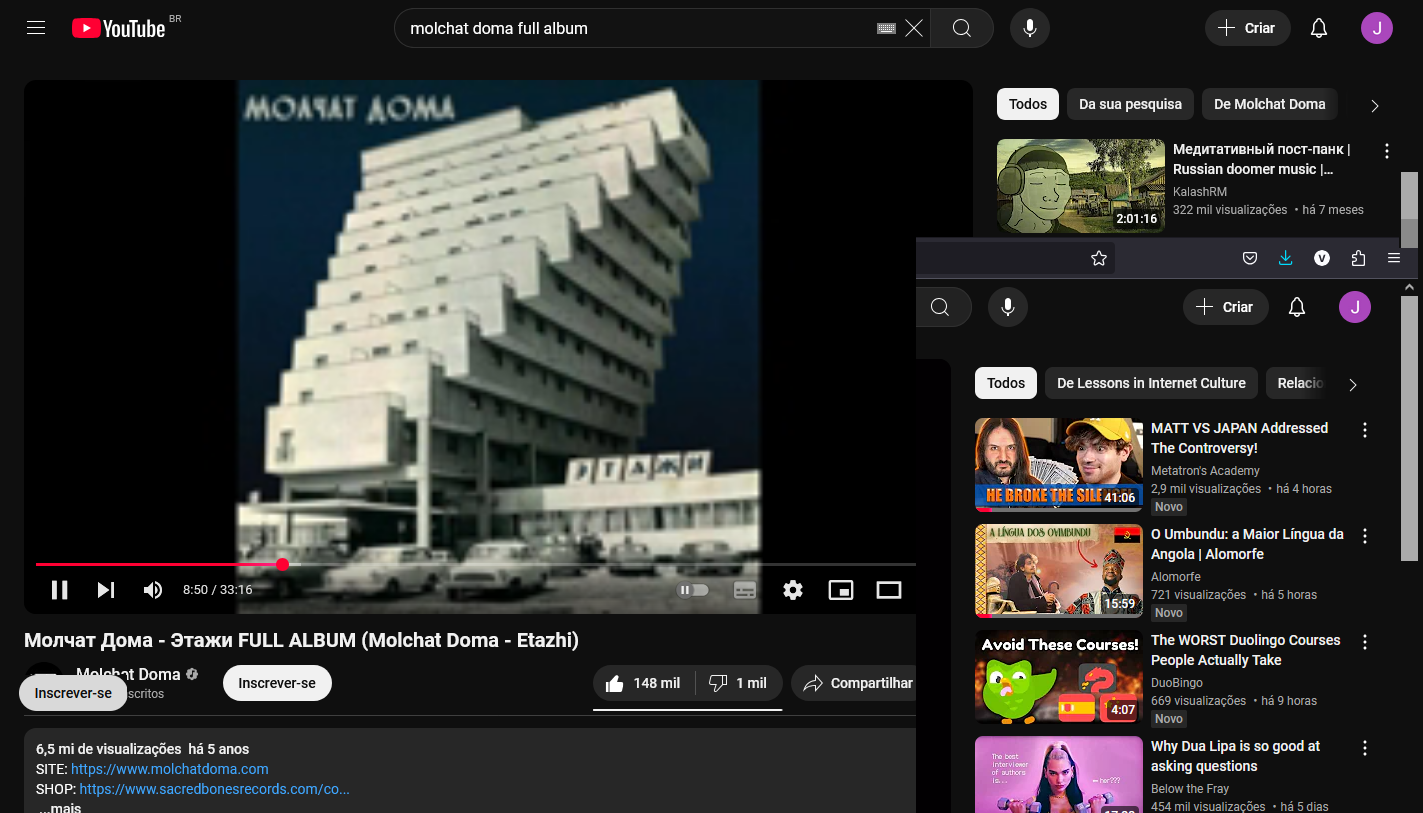 YouTube BR
molchat doma full album
Criar
J
МОЛЧАТ ДОМА
ЭТАЖИ
8:50 / 33:16
Молчат Дома - Этажи FULL ALBUM (Molchat Doma - Etazhi)
Molchat Doma
scritos
Inscrever-se
Inscrever-se
148 mil
1 mil
Compartilhar
6,5 mi de visualizações há 5 anos
SITE: https://www.molchatdoma.com
SHOP: https://www.sacredbonesrecords.com/co...
...mais
Todos
Da sua pesquisa
De Molchat Doma
2:01:16
Медитативный пост-панк |
Russian doomer music |...
KalashRM
322 mil visualizações • há 7 meses
V
Criar
J
Todos
De Lessons in Internet Culture
Relacio
HE BROKE THE SILE
41:06
MATT VS JAPAN Addressed
The Controversy!
Metatron's Academy
2,9 mil visualizações • há 4 horas
Novo
A LÍNGUA DOS OVIMBUNDU
15:59
O Umbundu: a Maior Língua da
Angola | Alomorfe
Alomorfe
721 visualizações • há 5 horas
Novo
Avoid These Courses!
4:07
The WORST Duolingo Courses
People Actually Take
DuoBingo
669 visualizações • há 9 horas
Novo
The best
interviewer
of authors
is...
her???
Why Dua Lipa is so good at
asking questions
Below the Fray
454 mil visualizações • há 5 dias